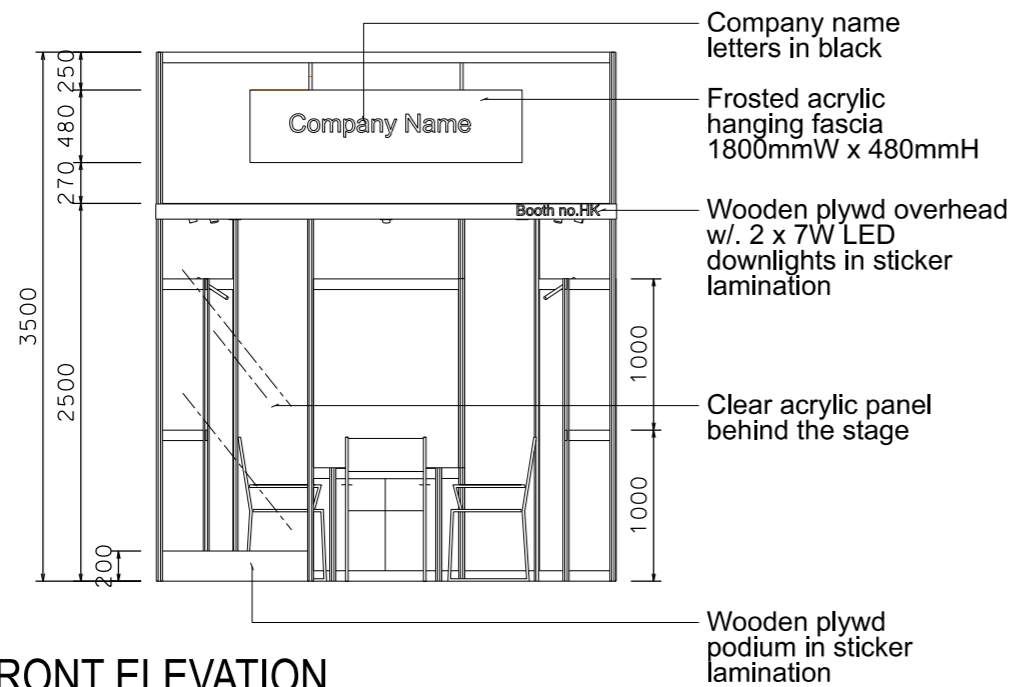 Company name
letters in black
Frosted acrylic
hanging fascia
1800mmW x 480mmH
Company Name
Booth no.HK
Wooden plywd overhead
w/. 2 x 7W LED
downlights in sticker
lamination
Clear acrylic panel
behind the stage
Wooden plywd
podium in sticker
lamination
250
480
270
3500
2500
200
1000
1000
RONT ELEVATION